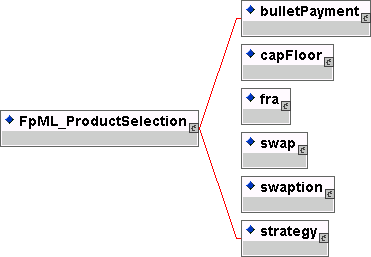 bulletPayment
capFloor
fra
FpML_ProductSelection
swap
swaption
strategy